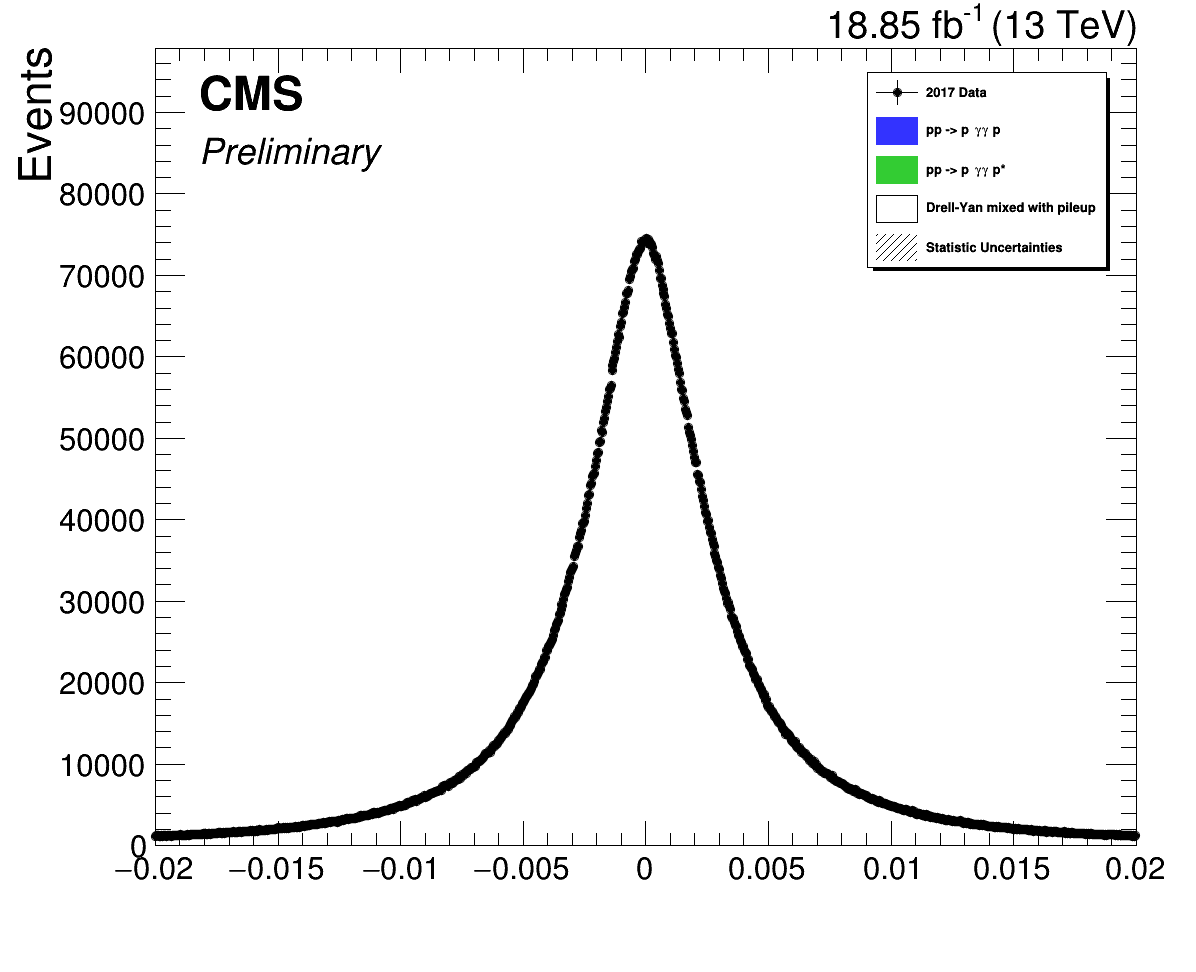 18.85 fb-1 (13 TeV)
CMS
Preliminary
Events
2017 Data
pp -> p γγ p
pp -> p γγ p*
Drell-Yan mixed with pileup
Statistic Uncertainties
90000
80000
70000
60000
50000
40000
30000
20000
10000
0
−0.02 −0.015 −0.01 −0.005 0 0.005 0.01 0.015 0.02